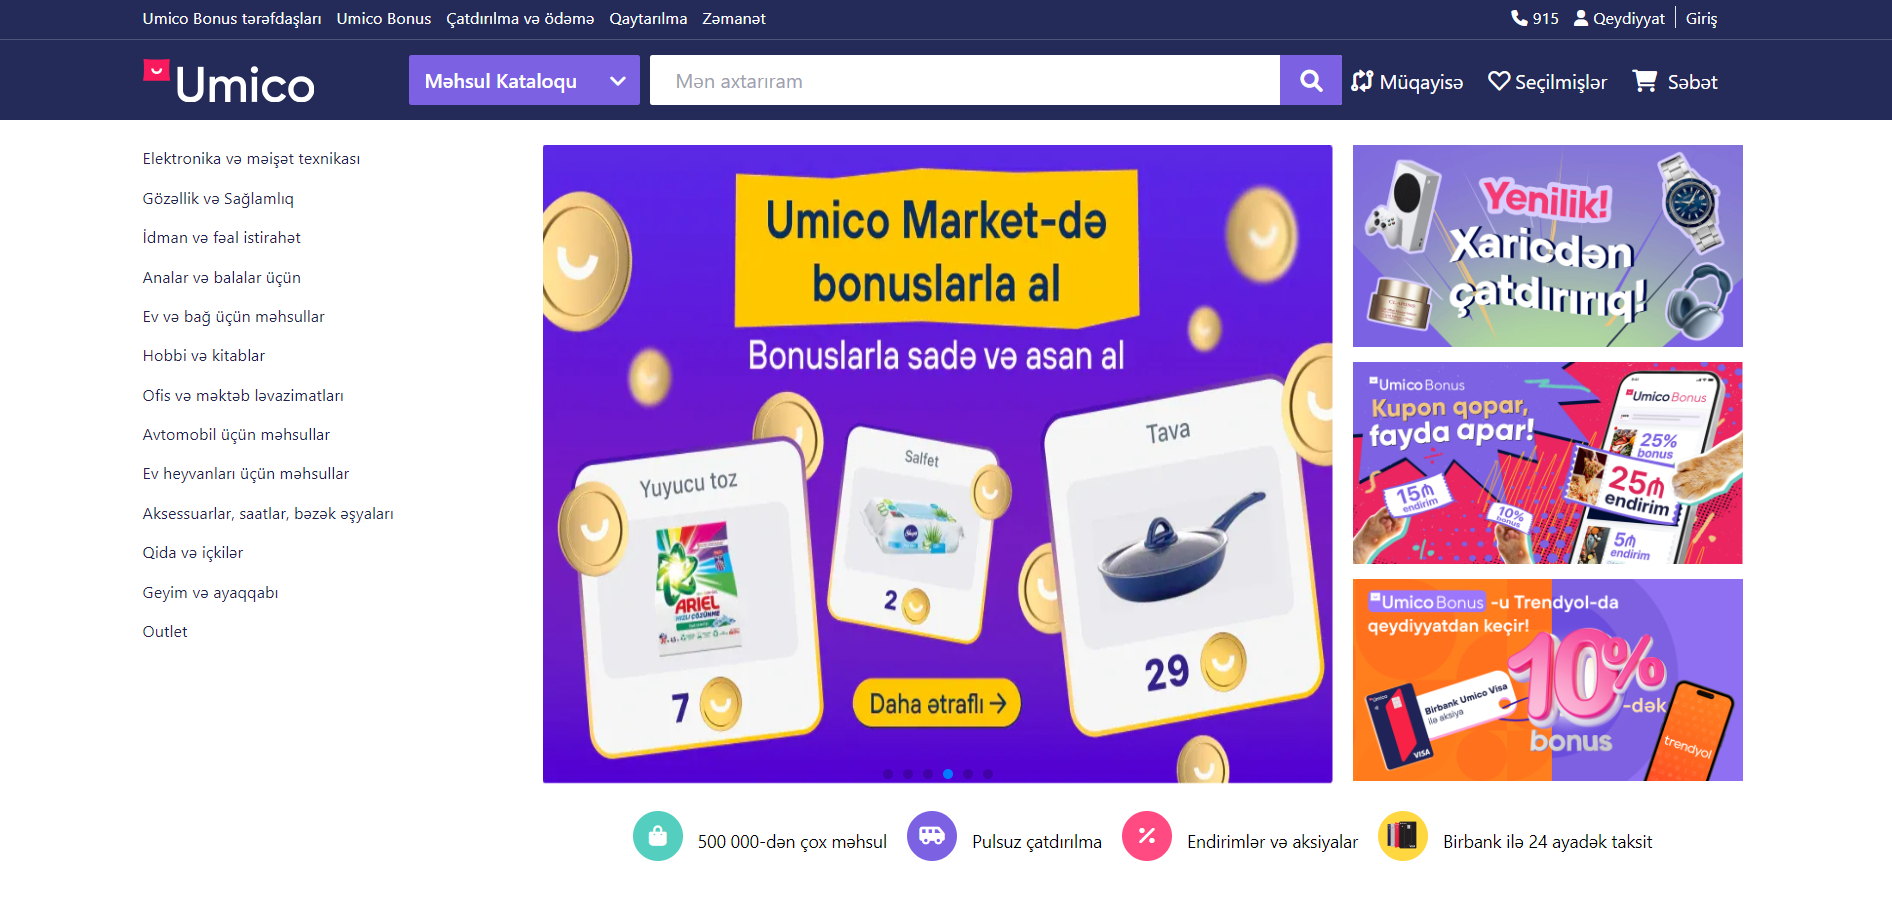 Umico Bonus tərəfdaşları Umico Bonus Çatdırılma və ödəmə Qaytarılma Zəmanət
915 Qeydiyyat Giriş
Umico
Məhsul Kataloqu
Mən axtarıram
Müqayisə Seçilmişlər Səbət
Elektronika və məişət texnikası
Gözəllik və Sağlamlıq
İdman və fəal istirahət
Analar və balalar üçün
Ev və bağ üçün məhsullar
Hobbi və kitablar
Ofis və məktəb ləvazimatları
Avtomobil üçün məhsullar
Ev heyvanları üçün məhsullar
Aksessuarlar, saatlar, bəzək əşyaları
Qida və içkilər
Geyim və ayaqqabı
Outlet
Umico Market-də
bonuslarla al
Bonuslarla sadə və asan al
Yuyucu toz
ARIEL
7
Salfet
2
Tava
29
Daha ətraflı →
Yenilik!
Xaricdən
çatdırırıq!
Umico Bonus
Kupon qopar,
fayda apar!
15₼
endirim
10%
bonus
Umico Bonus
25%
bonus
25₼
endirim
5₼
endirim
Umico Bonus -u Trendyol-da
qeydiyyatdan keçir!
Birbank Umico Visa
ilə aksiya
VISA
10%
-dək
bonus
trendyol
500 000-dən çox məhsul
Pulsuz çatdırılma
Endirimlər və aksiyalar
Birbank ilə 24 ayadək taksit